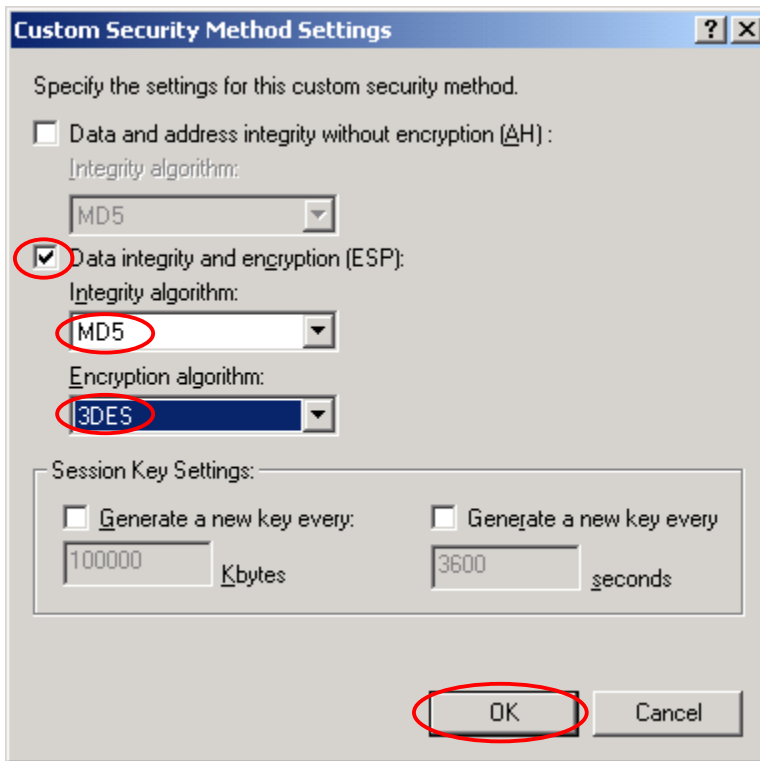 Custom Security Method Settings
Specify the settings for this custom security method.
Data and address integrity without encryption (AH) :
Integrity algorithm:
MD5
Data integrity and encryption (ESP):
Integrity algorithm:
MD5
Encryption algorithm:
3DES
Session Key Settings:
Generate a new key every: Generate a new key every
100000 Kbytes 3600 seconds
OK Cancel